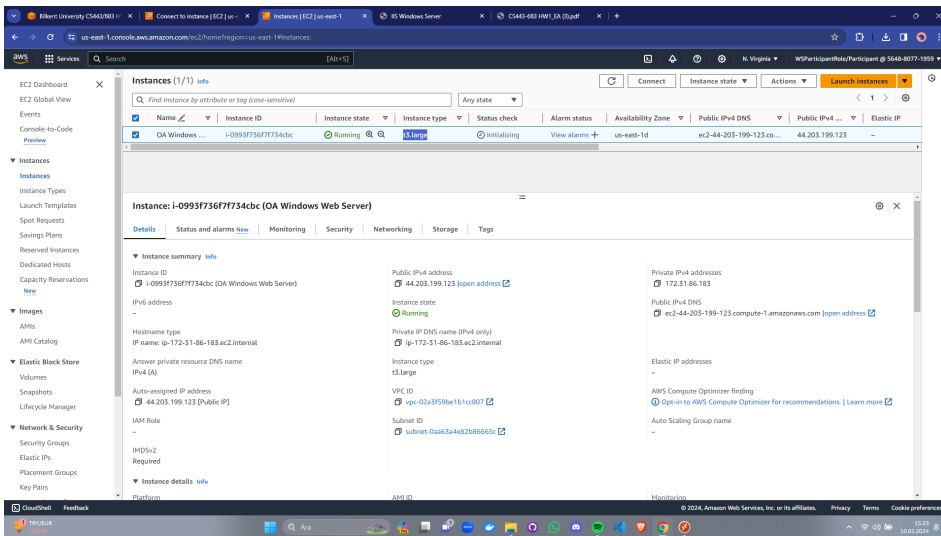 Bilkent University CS443/683 H
Connect to instance | EC2 | us-e
Instances | EC2 | us-east-1
IIS Windows Server
CS443-683 HW1_EA (3).pdf
us-east-1.console.aws.amazon.com/ec2/home?region=us-east-1#Instances:
aws
Services
Search
[Alt+S]
N. Virginia
WSParticipantRole/Participant @ 5648-8077-1959
EC2 Dashboard
EC2 Global View
Events
Console-to-Code
Preview
Instances
Instances
Instance Types
Launch Templates
Spot Requests
Savings Plans
Reserved Instances
Dedicated Hosts
Capacity Reservations
New
Images
AMIs
AMI Catalog
Elastic Block Store
Volumes
Snapshots
Lifecycle Manager
Network & Security
Security Groups
Elastic IPs
Placement Groups
Key Pairs
Instances (1/1) Info
Connect
Instance state
Actions
Launch instances
Find Instance by attribute or tag (case-sensitive)
Any state
1
Name Instance ID Instance state Instance type Status check Alarm status Availability Zone Public IPv4 DNS Public IPv4 ... Elastic IP
OA Windows ... i-0993f736f7f734cbc Running t3.large Initializing View alarms + us-east-1d ec2-44-203-199-123.co... 44.203.199.123 –
Instance: i-0993f736f7f734cbc (OA Windows Web Server)
Details Status and alarms New Monitoring Security Networking Storage Tags
Instance summary Info
Instance ID
i-0993f736f7f734cbc (OA Windows Web Server)
Public IPv4 address
44.203.199.123 |open address
Private IPv4 addresses
172.31.86.183
IPv6 address
–
Instance state
Running
Public IPv4 DNS
ec2-44-203-199-123.compute-1.amazonaws.com |open address
Hostname type
IP name: ip-172-31-86-183.ec2.internal
Private IP DNS name (IPv4 only)
ip-172-31-86-183.ec2.internal
Answer private resource DNS name
IPv4 (A)
Instance type
t3.large
Elastic IP addresses
–
Auto-assigned IP address
44.203.199.123 [Public IP]
VPC ID
vpc-02a3f59be1b1cc807
AWS Compute Optimizer finding
Opt-in to AWS Compute Optimizer for recommendations. | Learn more
IAM Role
–
Subnet ID
subnet-0aa63a4e82b86665c
Auto Scaling Group name
–
IMDSv2
Required
Instance details Info
Platform
AMI ID
Monitoring
CloudShell
Feedback
© 2024, Amazon Web Services, Inc. or its affiliates.
Privacy
Terms
Cookie preferences
TRY/EUR
Ara
15:23
10.02.2024